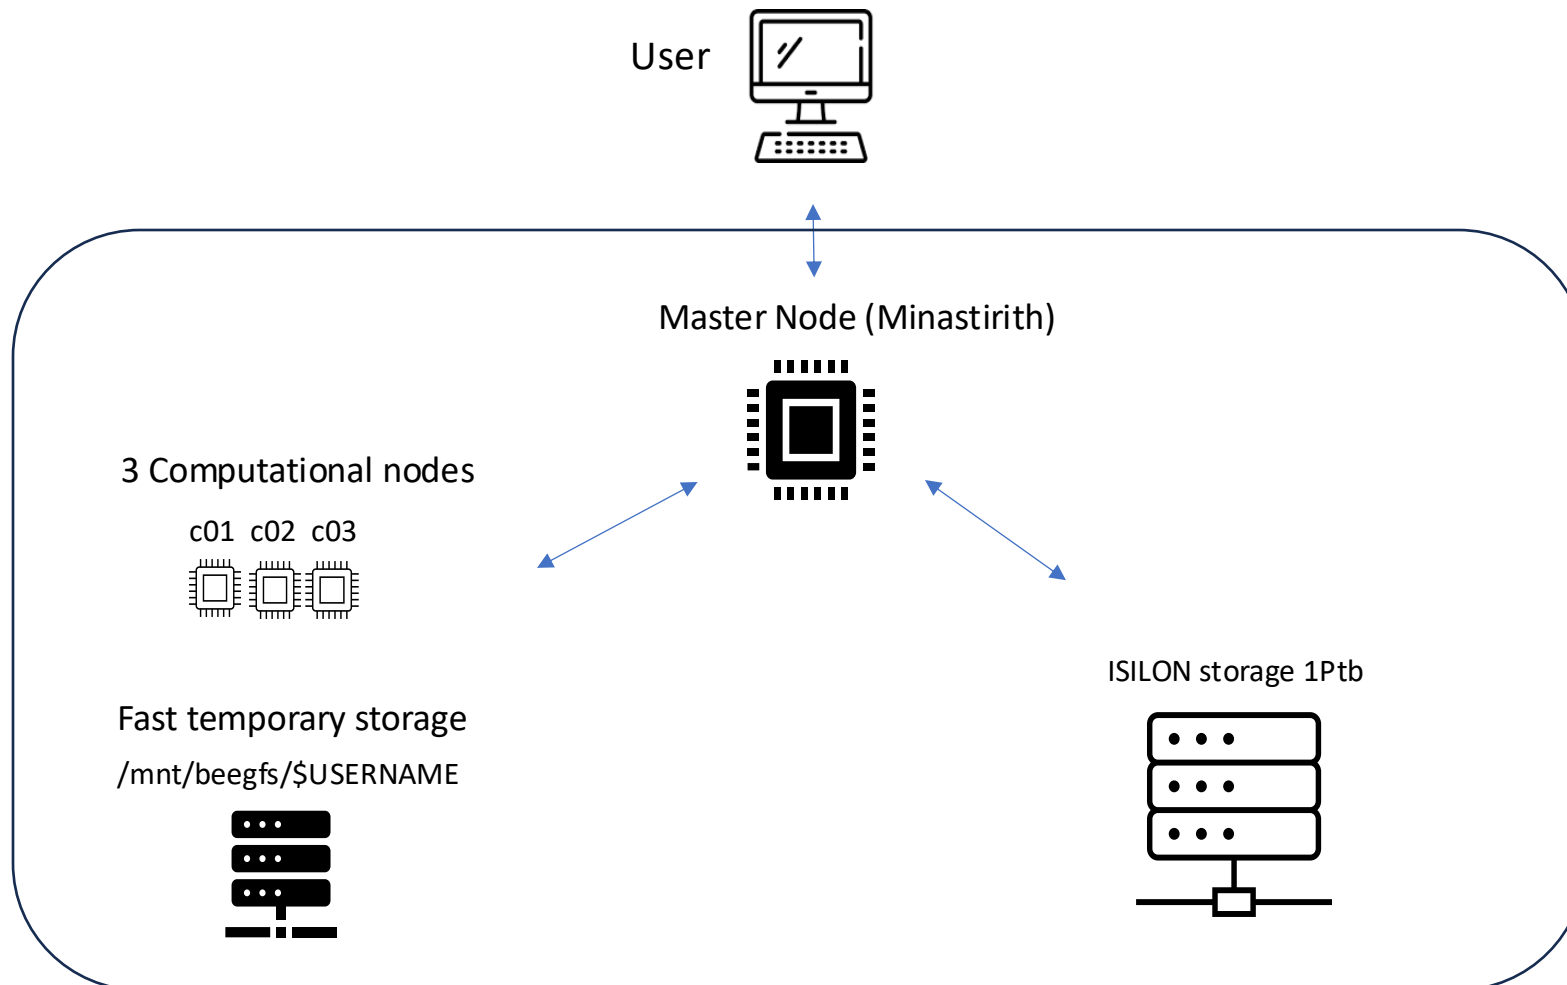 User
Master Node (Minastirith)
3 Computational nodes
c01 c02 c03
Fast temporary storage
/mnt/beegfs/$USERNAME
ISILON storage 1Ptb